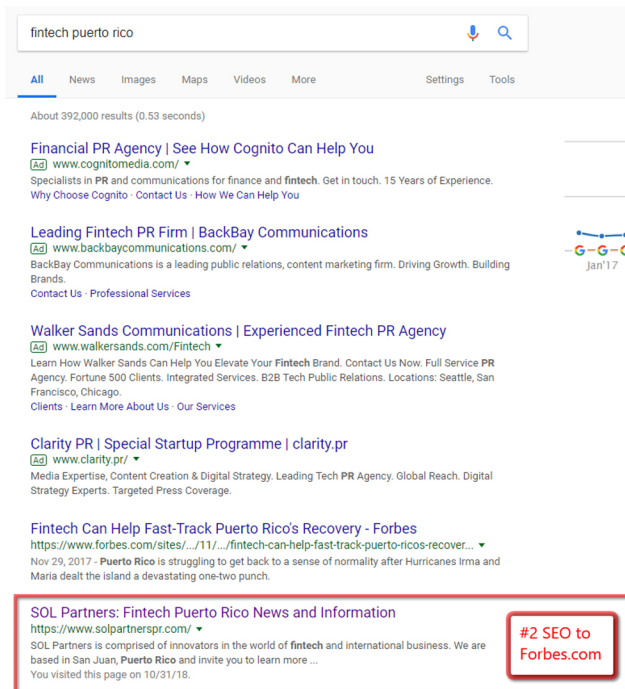 fintech puerto rico
All News Images Maps Videos More Settings Tools
About 392,000 results (0.53 seconds)
Financial PR Agency | See How Cognito Can Help You
Ad www.cognitomedia.com/
Specialists in PR and communications for finance and fintech. Get in touch. 15 Years of Experience.
Why Choose Cognito · Contact Us · How We Can Help You
Leading Fintech PR Firm | BackBay Communications
Ad www.backbaycommunications.com/
BackBay Communications is a leading public relations, content marketing firm. Driving Growth. Building
Brands.
Contact Us · Professional Services
Jan'17
Walker Sands Communications | Experienced Fintech PR Agency
Ad www.walkersands.com/Fintech
Learn How Walker Sands Can Help You Elevate Your Fintech Brand. Contact Us Now. Full Service PR
Agency. Fortune 500 Clients. Integrated Services. B2B Tech Public Relations. Locations: Seattle, San
Francisco, Chicago.
Clients · Learn More About Us · Our Services
Clarity PR | Special Startup Programme | clarity.pr
Ad www.clarity.pr/
Media Expertise, Content Creation & Digital Strategy. Leading Tech PR Agency. Global Reach. Digital
Strategy Experts. Targeted Press Coverage.
Fintech Can Help Fast-Track Puerto Rico's Recovery - Forbes
https://www.forbes.com/sites/.../11/.../fintech-can-help-fast-track-puerto-ricos-recover...
Nov 29, 2017 - Puerto Rico is struggling to get back to a sense of normality after Hurricanes Irma and
Maria dealt the island a devastating one-two punch.
SOL Partners: Fintech Puerto Rico News and Information
https://www.solpartnerspr.com/
SOL Partners is comprised of innovators in the world of fintech and international business. We are
based in San Juan, Puerto Rico and invite you to learn more ...
You visited this page on 10/31/18.
#2 SEO to
Forbes.com